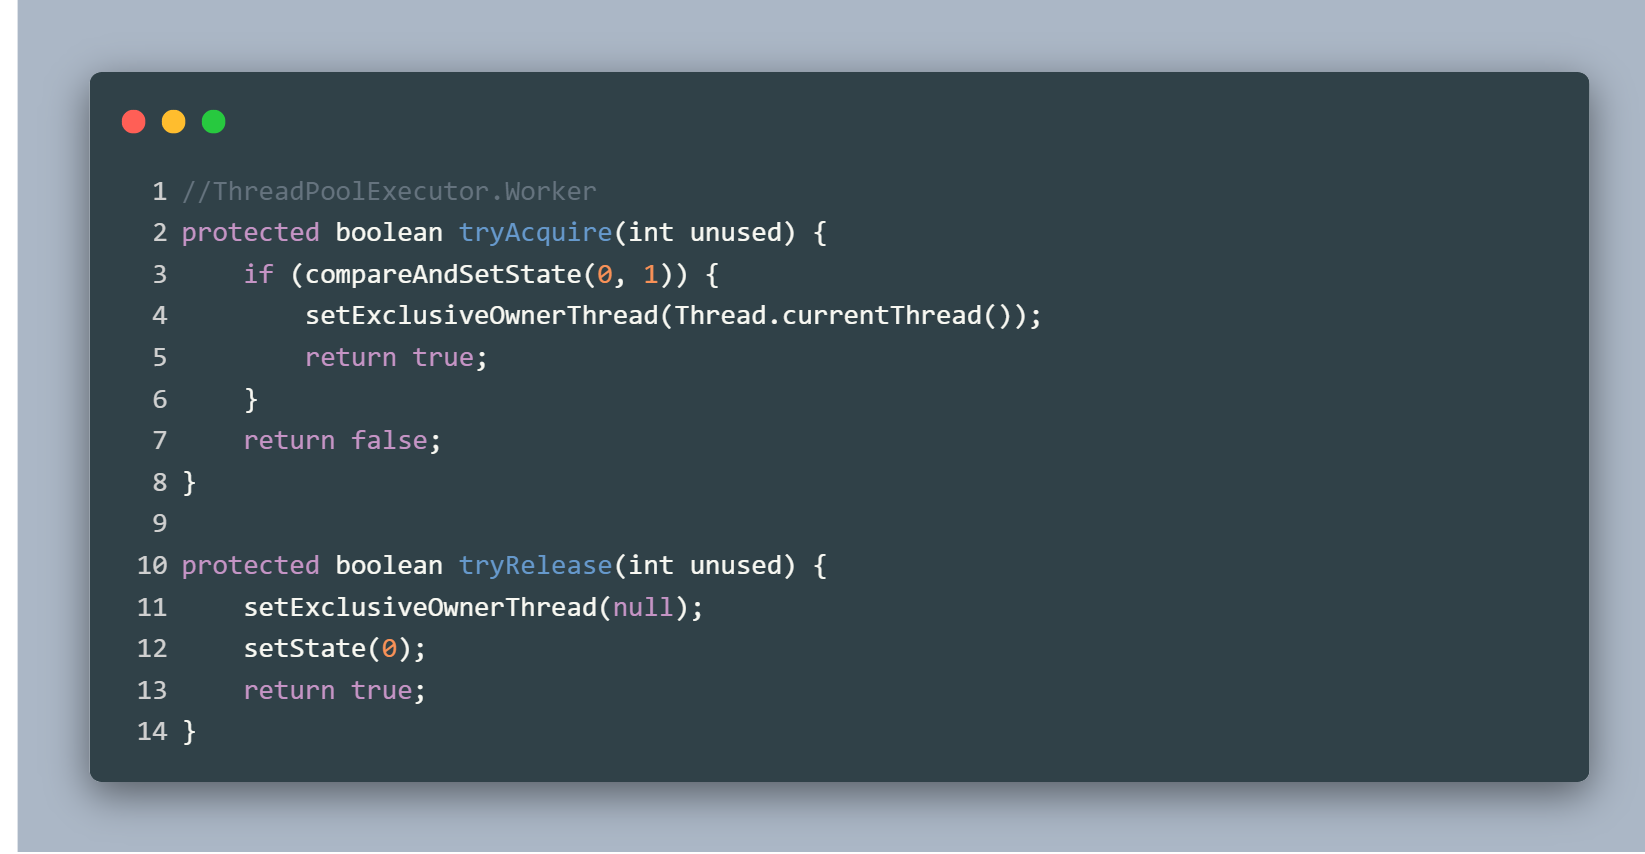 1 //ThreadPoolExecutor.Worker
2 protected boolean tryAcquire(int unused) {
3     if (compareAndSetState(0, 1)) {
4         setExclusiveOwnerThread(Thread.currentThread());
5         return true;
6     }
7     return false;
8 }
9
10 protected boolean tryRelease(int unused) {
11     setExclusiveOwnerThread(null);
12     setState(0);
13     return true;
14 }